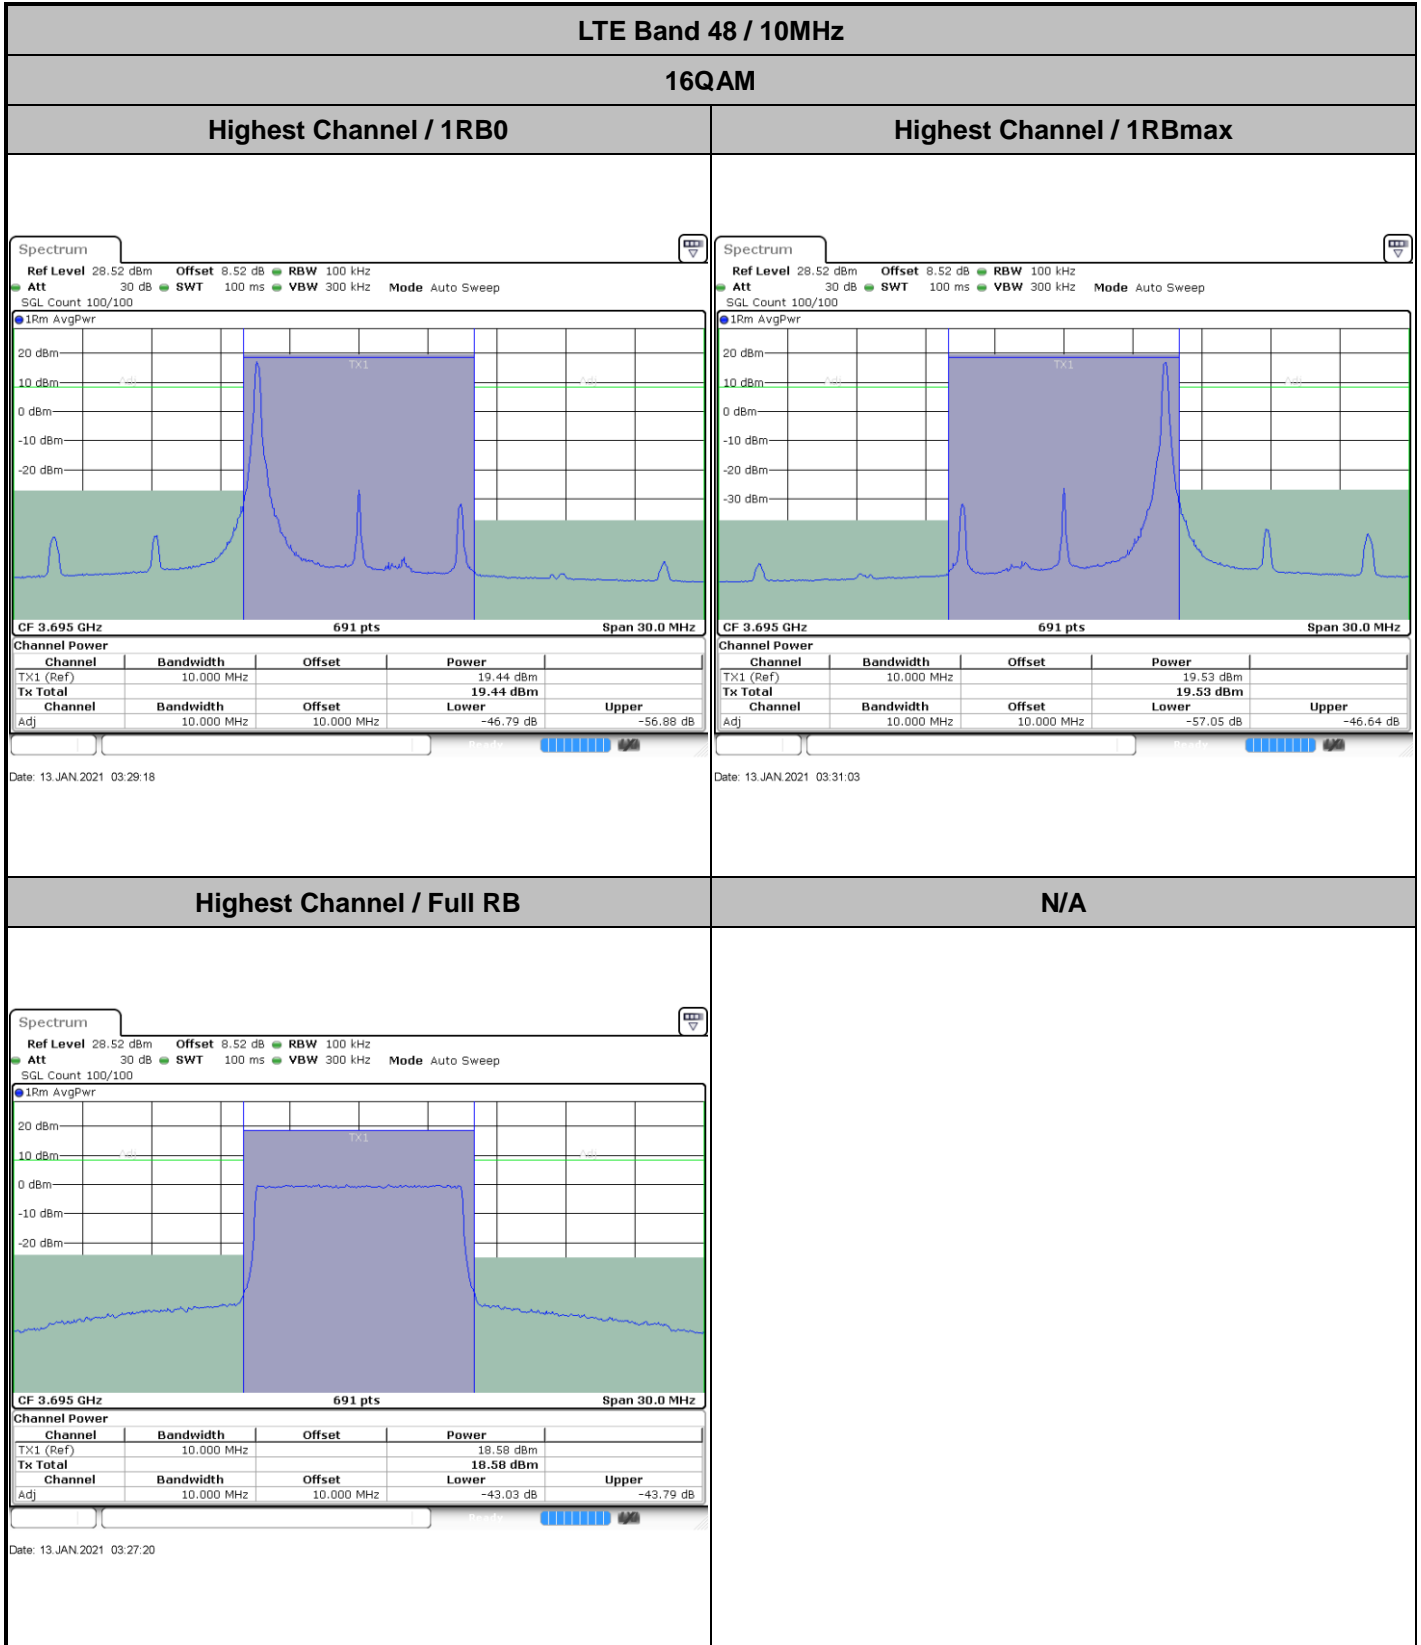 LTE Band 48 / 10MHz
16QAM
Highest Channel / 1RB0
Highest Channel / 1RBmax
Spectrum
Ref Level 28.52 dBm Offset 8.52 dB RBW 100 kHz
Att 30 dB SWT 100 ms VBW 300 kHz Mode Auto Sweep
SGL Count 100/100
1Rm AvgPwr
TX1
Adj
Adj
20 dBm
10 dBm
0 dBm
-10 dBm
-20 dBm
CF 3.695 GHz 691 pts Span 30.0 MHz
Channel Power
Channel Bandwidth Offset Power
TX1 (Ref) 10.000 MHz 19.44 dBm
Tx Total 19.44 dBm
Channel Bandwidth Offset Lower Upper
Adj 10.000 MHz 10.000 MHz -46.79 dB -56.88 dB
Ready
Date: 13.JAN.2021 03:29:18
Spectrum
Ref Level 28.52 dBm Offset 8.52 dB RBW 100 kHz
Att 30 dB SWT 100 ms VBW 300 kHz Mode Auto Sweep
SGL Count 100/100
1Rm AvgPwr
TX1
Adj
Adj
20 dBm
10 dBm
0 dBm
-10 dBm
-20 dBm
-30 dBm
CF 3.695 GHz 691 pts Span 30.0 MHz
Channel Power
Channel Bandwidth Offset Power
TX1 (Ref) 10.000 MHz 19.53 dBm
Tx Total 19.53 dBm
Channel Bandwidth Offset Lower Upper
Adj 10.000 MHz 10.000 MHz -57.05 dB -46.64 dB
Ready
Date: 13.JAN.2021 03:31:03
Highest Channel / Full RB
N/A
Spectrum
Ref Level 28.52 dBm Offset 8.52 dB RBW 100 kHz
Att 30 dB SWT 100 ms VBW 300 kHz Mode Auto Sweep
SGL Count 100/100
1Rm AvgPwr
TX1
Adj
Adj
20 dBm
10 dBm
0 dBm
-10 dBm
-20 dBm
CF 3.695 GHz 691 pts Span 30.0 MHz
Channel Power
Channel Bandwidth Offset Power
TX1 (Ref) 10.000 MHz 18.58 dBm
Tx Total 18.58 dBm
Channel Bandwidth Offset Lower Upper
Adj 10.000 MHz 10.000 MHz -43.03 dB -43.79 dB
Ready
Date: 13.JAN.2021 03:27:20